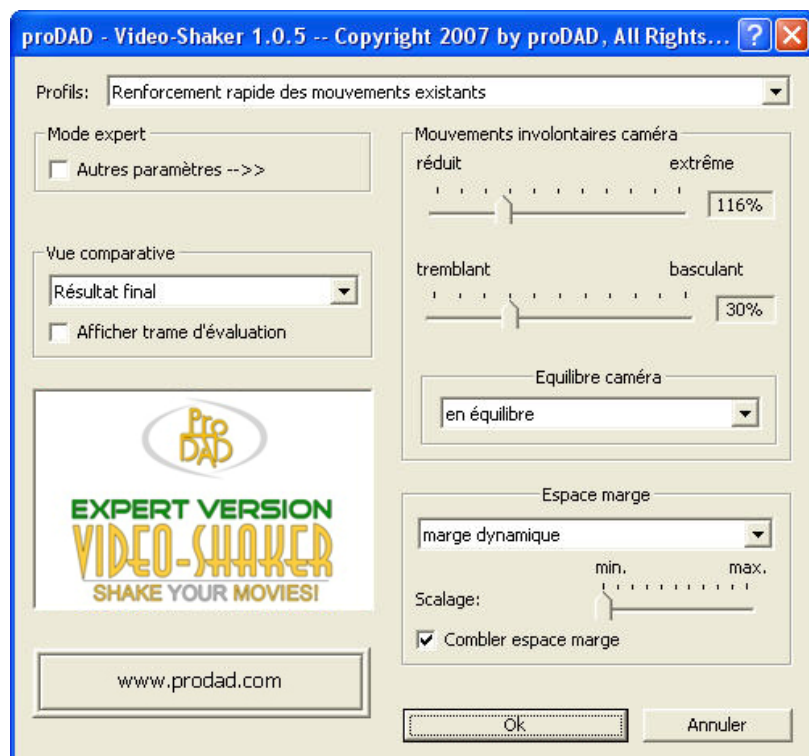 proDAD - Video-Shaker 1.0.5 -- Copyright 2007 by proDAD, All Rights...
Profils: Renforcement rapide des mouvements existants
Mode expert
Autres paramètres -->>
Vue comparative
Résultat final
Afficher trame d'évaluation
ProDAD
EXPERT VERSION
VIDEO-SHAKER
SHAKE YOUR MOVIES!
www.prodad.com
Mouvements involontaires caméra
réduit extrême
116%
tremblant basculant
30%
Equilibre caméra
en équilibre
Espace marge
marge dynamique
min. max.
Scalage:
Combler espace marge
Ok Annuler